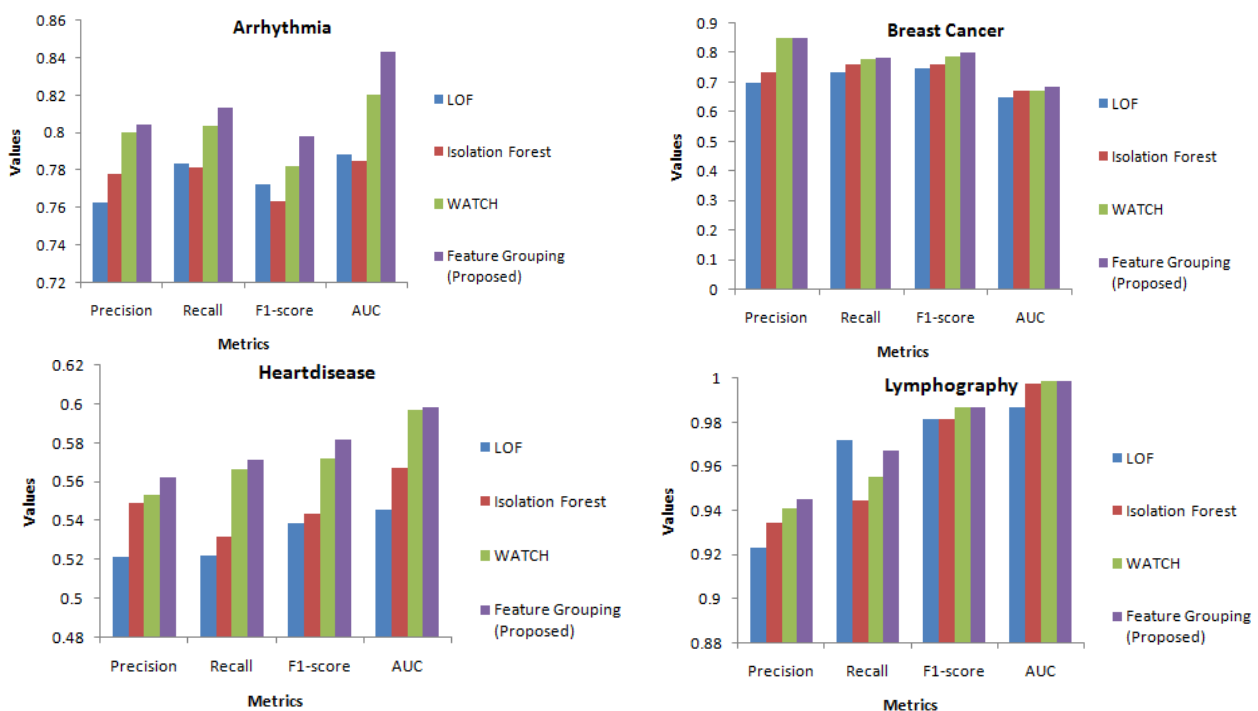 Arrhythmia
Values
0.86
0.84
0.82
0.8
0.78
0.76
0.74
0.72
Precision Recall F1-score AUC
Metrics
LOF
Isolation Forest
WATCH
Feature Grouping
(Proposed)
Breast Cancer
Values
0.9
0.8
0.7
0.6
0.5
0.4
0.3
0.2
0.1
0
Precision Recall F1-score AUC
Metrics
LOF
Isolation Forest
WATCH
Feature Grouping
(Proposed)
Heartdisease
Values
0.62
0.6
0.58
0.56
0.54
0.52
0.5
0.48
Precision Recall F1-score AUC
Metrics
LOF
Isolation Forest
WATCH
Feature Grouping
(Proposed)
Lymphography
Values
1
0.98
0.96
0.94
0.92
0.9
0.88
Precision Recall F1-score AUC
Metrics
LOF
Isolation Forest
WATCH
Feature Grouping
(Proposed)